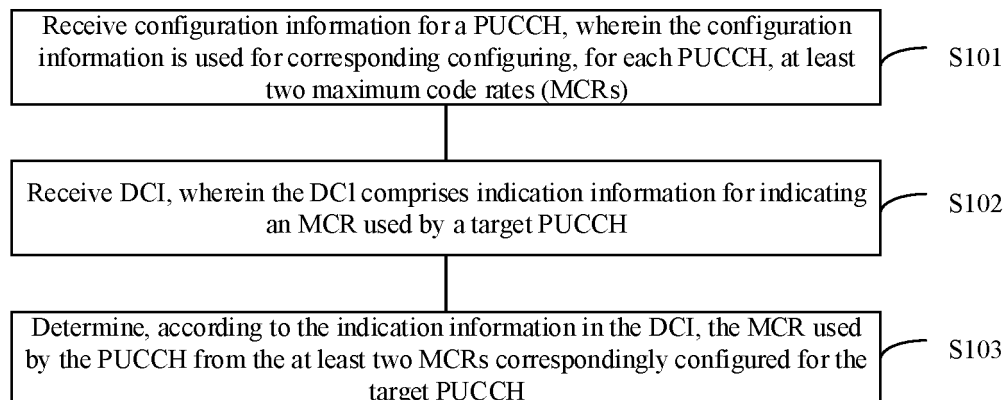 Receive configuration information for a PUCCH, wherein the configuration
information is used for corresponding configuring, for each PUCCH, at least
two maximum code rates (MCRs)
S101
Receive DCI, wherein the DCl comprises indication information for indicating
an MCR used by a target PUCCH
S102
Determine, according to the indication information in the DCI, the MCR used
by the PUCCH from the at least two MCRs correspondingly configured for the
target PUCCH
S103